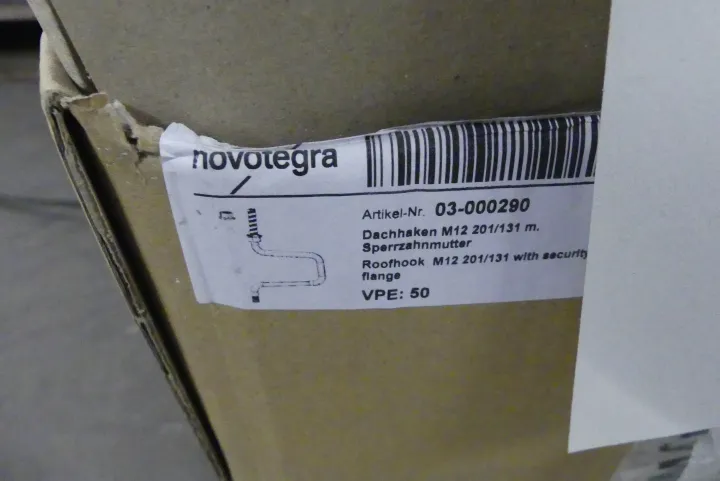 novotegra
Artikel-Nr. 03-000290
Dachhaken M12 201/131 m.
Sperrzahnmutter
Roofhook M12 201/131 with security
flange
VPE: 50